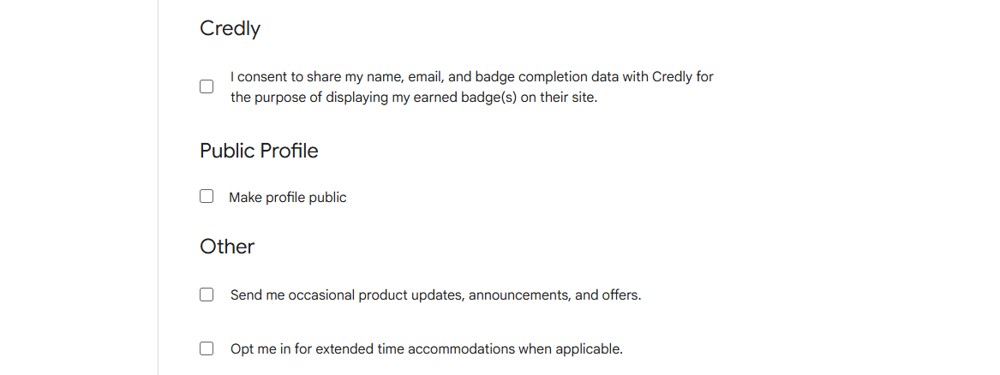 Credly
I consent to share my name, email, and badge completion data with Credly for
the purpose of displaying my earned badge(s) on their site.
Public Profile
Make profile public
Other
Send me occasional product updates, announcements, and offers.
Opt me in for extended time accommodations when applicable.